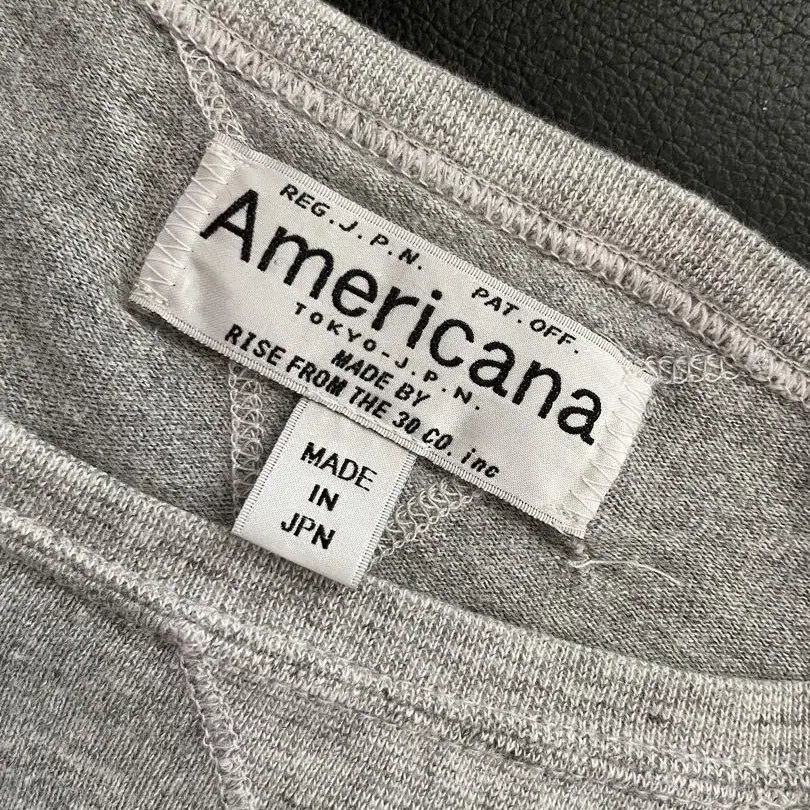 REG.J.P.N. PAT.OFF.
Americana
TOKYO-J.P.N.
MADE BY
RISE FROM THE 30 CO. inc
MADE
IN
JPN